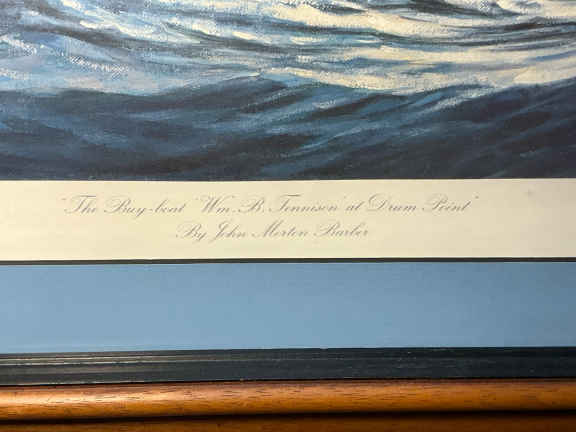 "The Buy-boat 'Wm. B. Tennison' at Drum Point"
By John Morton Barber